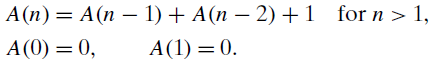 A(n) = A(n − 1) + A(n − 2) + 1 for n > 1,
A(0) = 0, A(1) = 0.